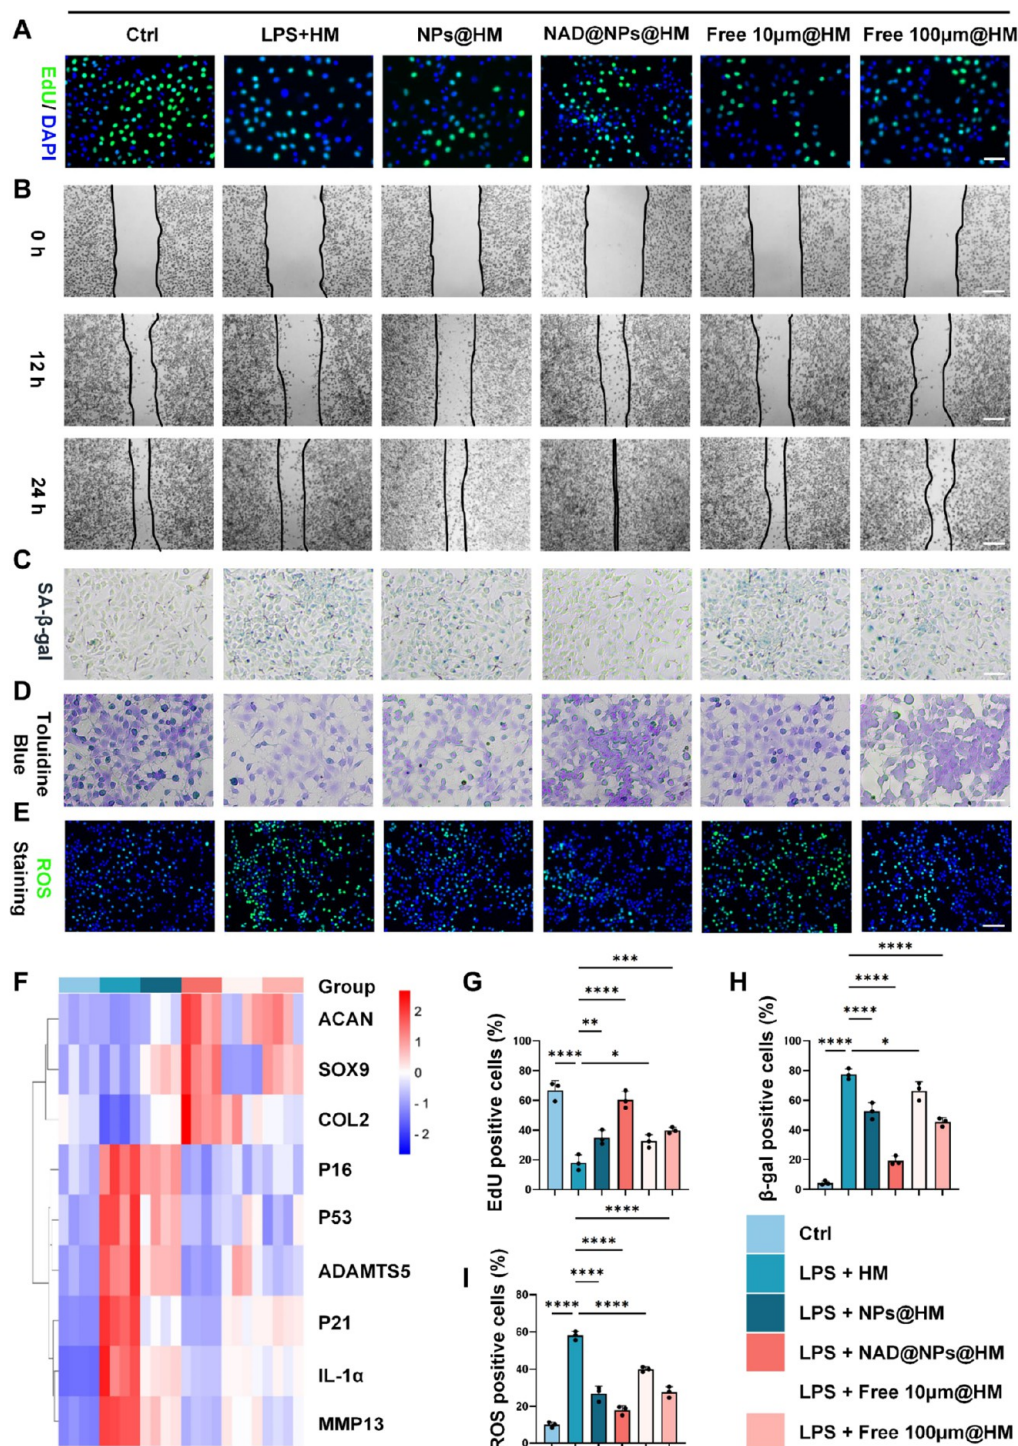 A
Ctrl
LPS+HM
NPs@HM
NAD@NPs@HM
Free 10μm@HM
Free 100μm@HM
EdU/ DAPI
B
0 h
12 h
24 h
C
SA-β-gal
D
Toluidine
Blue
E
ROS
Staining
F
Group
ACAN
SOX9
COL2
P16
P53
ADAMTS5
P21
IL-1α
MMP13
2
1
0
- 1
- 2
G
EdU positive cells (%)
100
80
60
40
20
0
***
****
**
**** *
H
β-gal positive cells (%)
100
80
60
40
20
0
****
****
****
**** *
I
ROS positive cells (%)
80
60
40
20
****
****
****
**** ****
Ctrl
LPS + HM
LPS + NPs@HM
LPS + NAD@NPs@HM
LPS + Free 10μm@HM
LPS + Free 100μm@HM